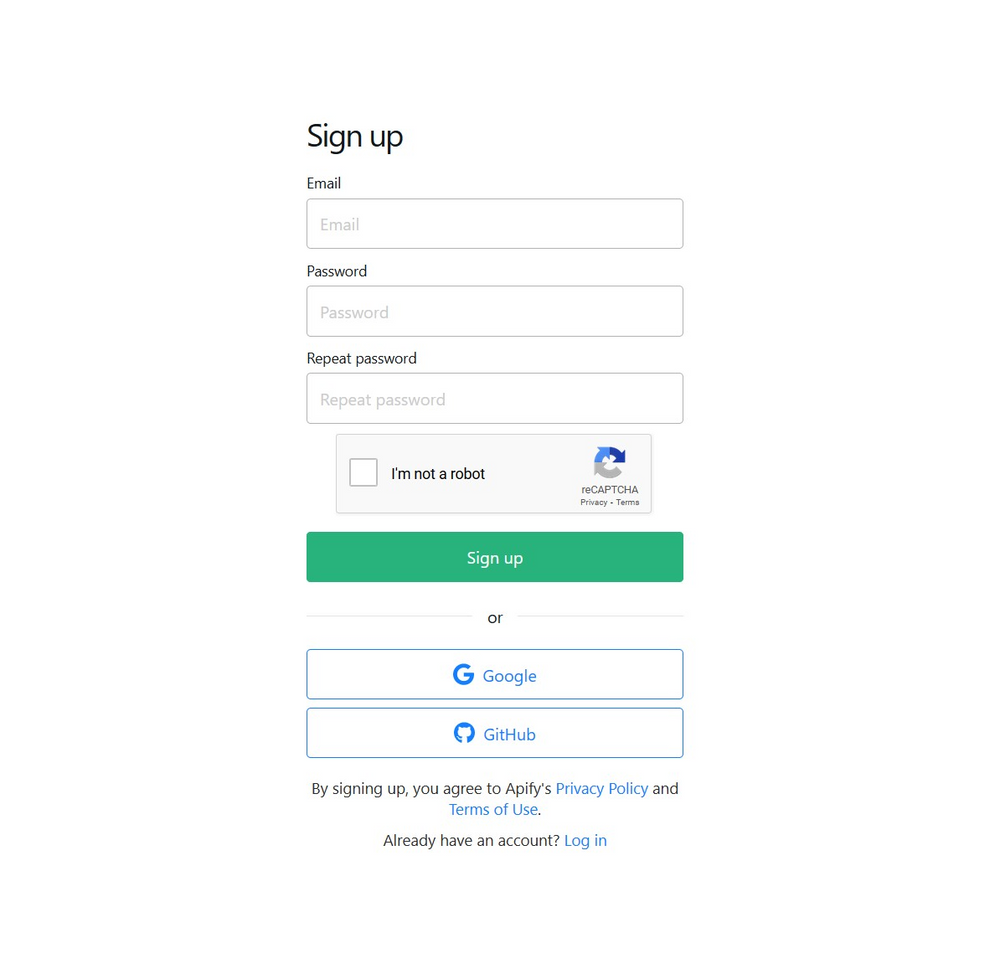 Sign up
Email
Email
Password
Password
Repeat password
Repeat password
I'm not a robot
reCAPTCHA
Privacy • Terms
Sign up
or
Google
GitHub
By signing up, you agree to Apify's Privacy Policy and
Terms of Use.
Already have an account? Log in